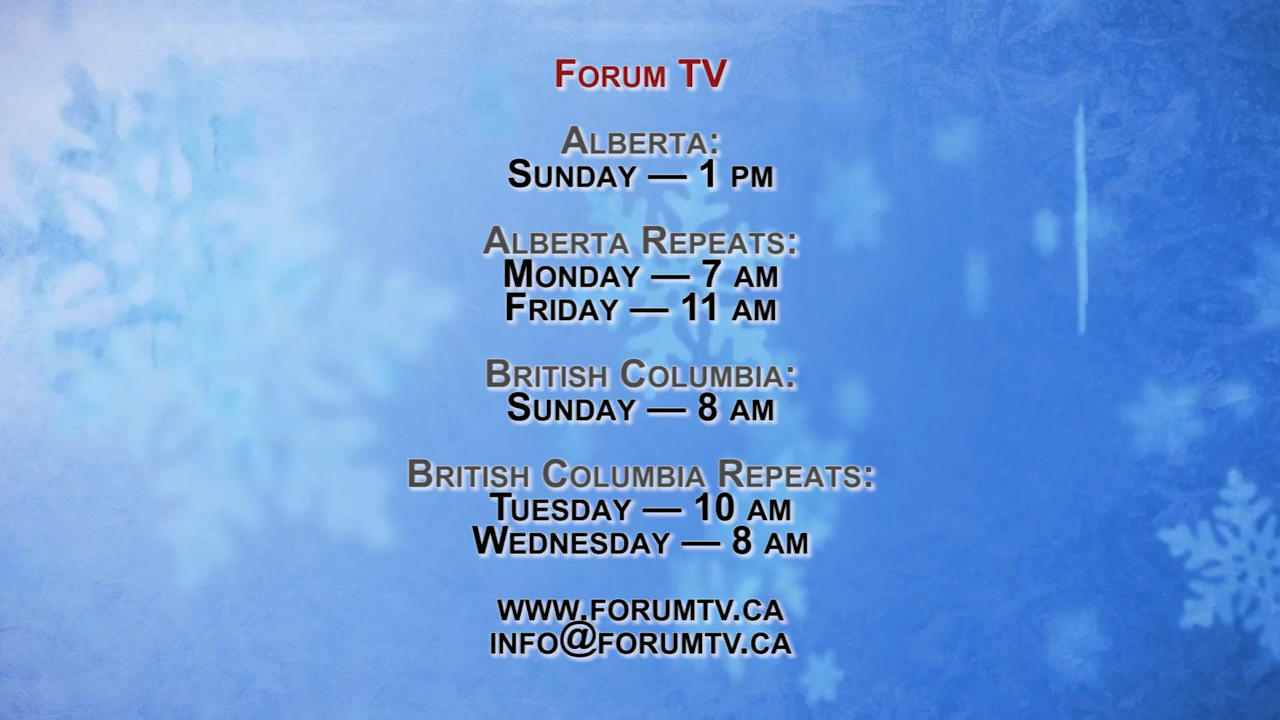 Forum TV
Alberta:
Sunday — 1 pm
Alberta Repeats:
Monday — 7 am
Friday — 11 am
British Columbia:
Sunday — 8 am
British Columbia Repeats:
Tuesday — 10 am
Wednesday — 8 am
www.forumtv.ca
info@forumtv.ca